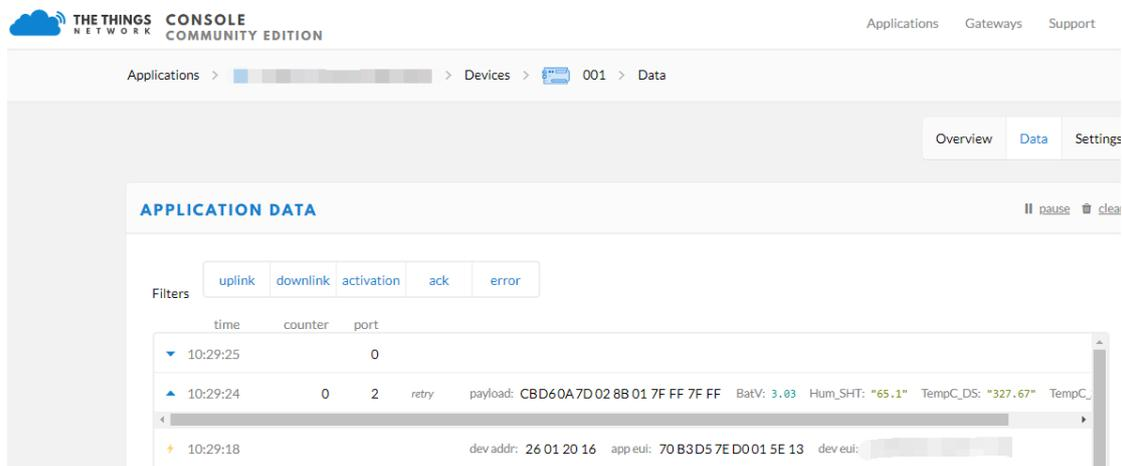 THE THINGS NETWORK CONSOLE COMMUNITY EDITION Applications Gateways Support
Applications > > Devices > 001 > Data
Overview Data Settings
APPLICATION DATA pause clear
Filters uplink downlink activation ack error
time counter port
10:29:25 0
10:29:24 0 2 retry payload: CBD60A7D028B017FFF7FFF BatV: 3.03 Hum_SHT: "65.1" TempC_DS: "327.67" TempC_
10:29:18 dev addr: 26 01 20 16 app eui: 70 B3 D5 7E D0 01 5E 13 dev eui: